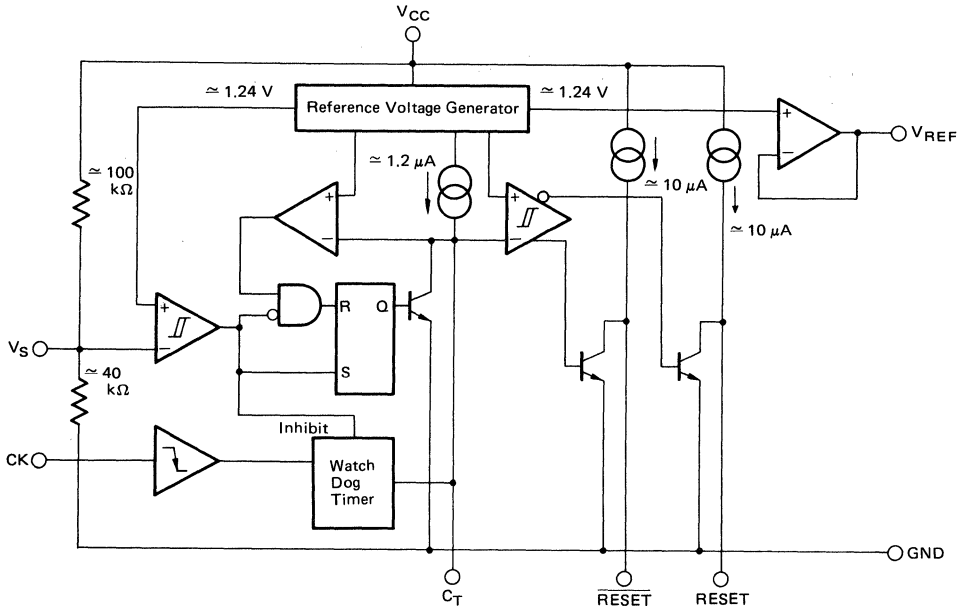 VCC
≃ 1.24 V
Reference Voltage Generator
≃ 1.24 V
+
−
VREF
≃ 100
kΩ
≃ 1.2 μA
≃ 10 μA
≃ 10 μA
+
−
+
−
+
−
R
Q
S
VS
≃ 40
kΩ
Inhibit
CK
Watch
Dog
Timer
GND
CT
RESET
RESET